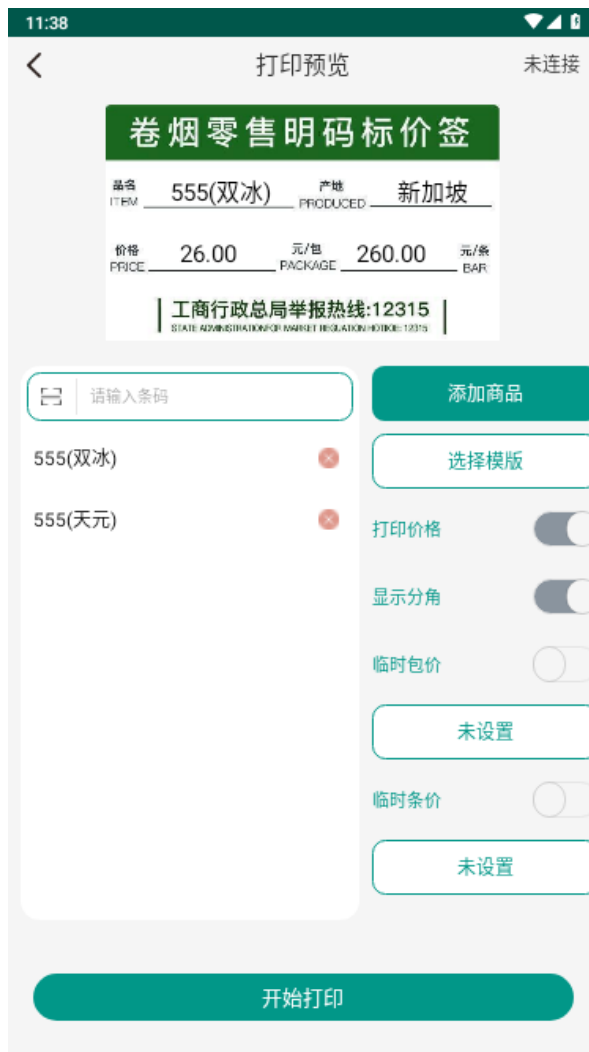 11:38
打印预览
未连接
卷烟零售明码标价签
品名 555(双冰) 产地 新加坡
ITEM PRODUCED
价格 26.00 元/包 260.00 元/条
PRICE PACKAGE BAR
工商行政总局举报热线:12315
STATE ADMINISTRATION FOR MARKET
请输入条码
添加商品
555(双冰)
选择模版
555(天元)
打印价格
显示分角
临时包价
未设置
临时条价
未设置
开始打印